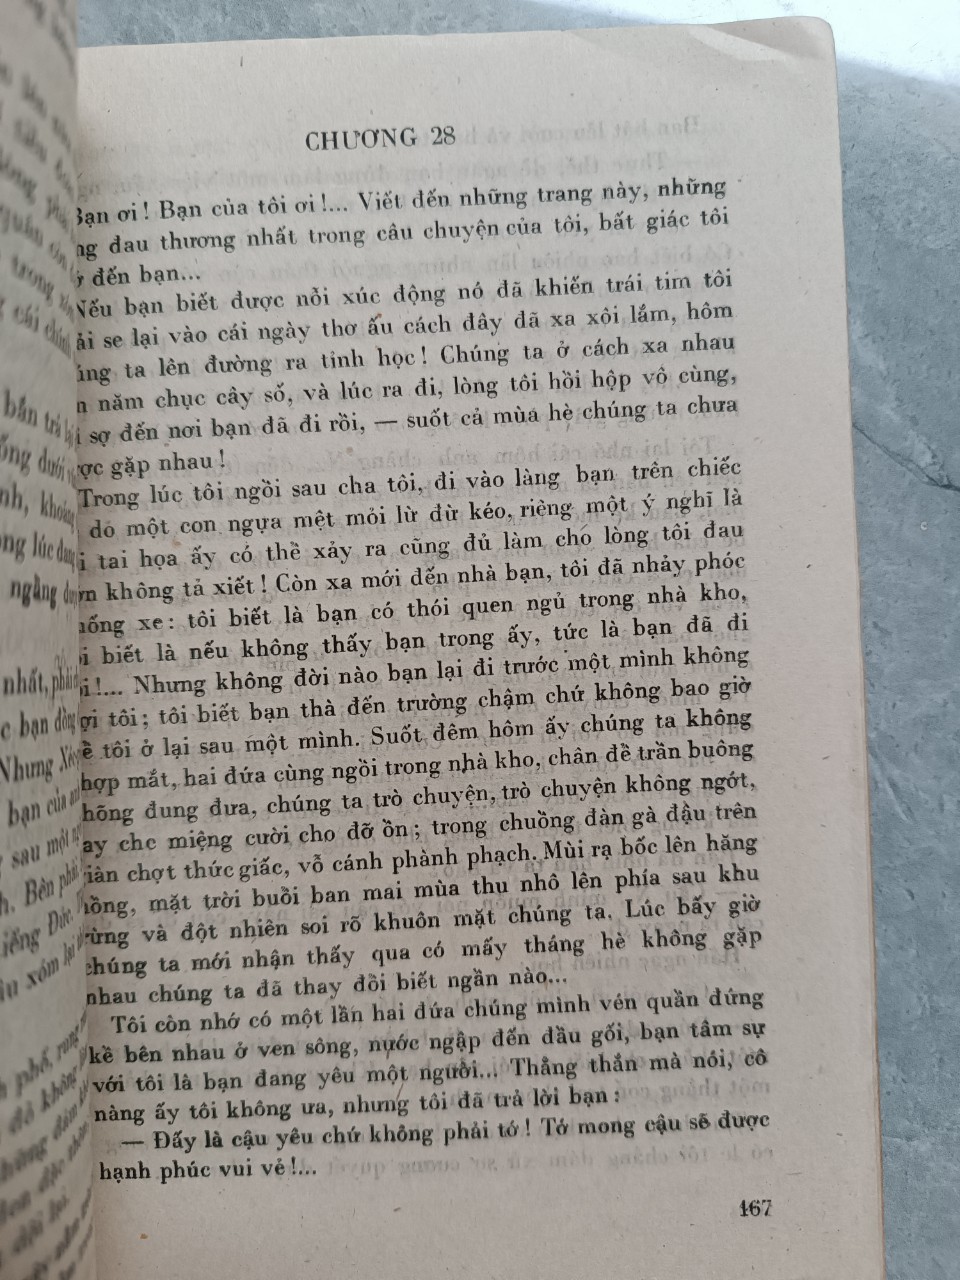 CHƯƠNG 28
Bạn ơi! Bạn của tôi ơi!... Viết đến những trang này, những
đau thương nhất trong câu chuyện của tôi, bất giác tôi
đến bạn...
Nếu bạn biết được nỗi xúc động nó đã khiến trái tim tôi
se lại vào cái ngày thơ ấu cách đây đã xa xôi lắm, hôm
ta lên đường ra tỉnh học! Chúng ta ở cách xa nhau
năm chục cây số, và lúc ra đi, lòng tôi hồi hộp vô cùng,
sợ đến nơi bạn đã đi rồi, — suốt cả mùa hè chúng ta chưa
gặp nhau!
Trong lúc tôi ngồi sau cha tôi, đi vào làng bạn trên chiếc
do một con ngựa mệt mỏi lừ đừ kéo, riêng một ý nghĩ là
tai họa ấy có thể xảy ra cũng đủ làm cho lòng tôi đau
không tả xiết! Còn xa mới đến nhà bạn, tôi đã nhảy phóc
xe: tôi biết là bạn có thói quen ngủ trong nhà kho,
biết là nếu không thấy bạn trong ấy, tức là bạn đã đi
!... Nhưng không đời nào bạn lại đi trước một mình không
tôi; tôi biết bạn thà đến trường chậm chứ không bao giờ
tôi ở lại sau một mình. Suốt đêm hôm ấy chúng ta không
hợp mắt, hai đứa cùng ngồi trong nhà kho, chân để trần buông
đung đưa, chúng ta trò chuyện, trò chuyện không ngớt,
che miệng cười cho đỡ ồn; trong chuồng đàn gà đậu trên
giàn chợt thức giấc, vỗ cánh phành phạch. Mùi rạ bốc lên hăng
nồng, mặt trời buổi ban mai mùa thu nhô lên phía sau khu
rừng và đột nhiên soi rõ khuôn mặt chúng ta. Lúc bấy giờ
chúng ta mới nhận thấy qua có mấy tháng hè không gặp
nhau chúng ta đã thay đổi biết ngần nào...
Tôi còn nhớ có một lần hai đứa chúng mình vén quần đứng
kề bên nhau ở ven sông, nước ngập đến đầu gối, bạn tâm sự
với tôi là bạn đang yêu một người... Thẳng thắn mà nói, cô
nàng ấy tôi không ưa, nhưng tôi đã trả lời bạn:
— Đấy là cậu yêu chứ không phải tớ! Tớ mong cậu sẽ được
hạnh phúc vui vẻ!...
167